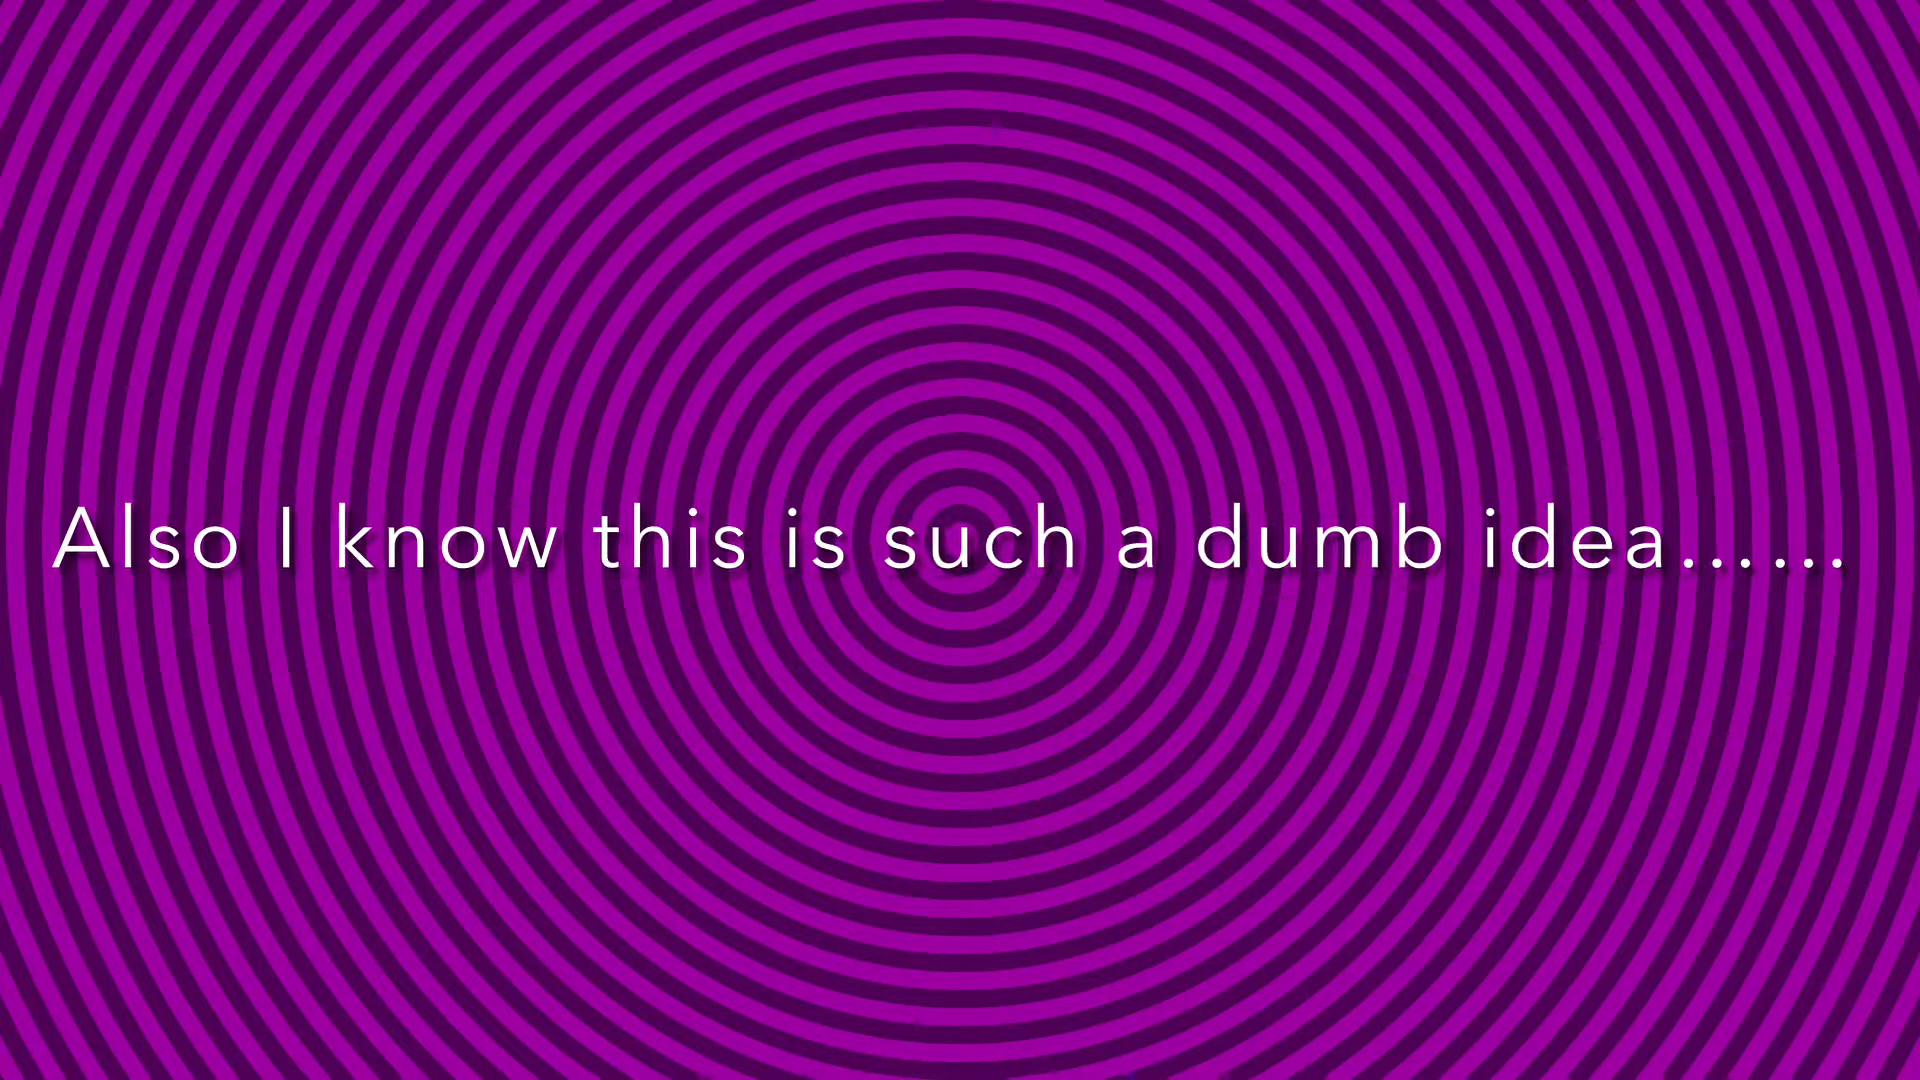 Also I know this is such a dumb idea......